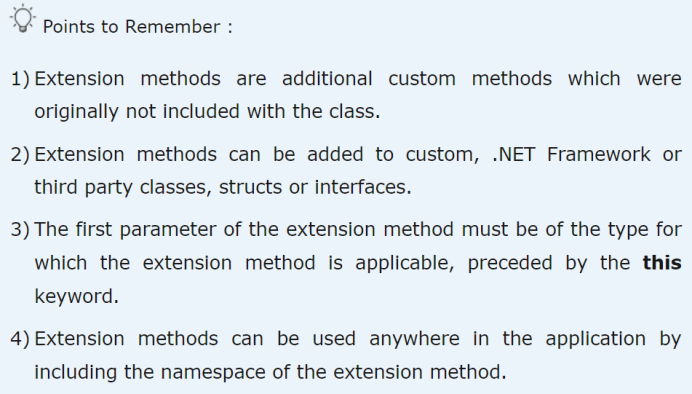 Points to Remember :
1) Extension methods are additional custom methods which were
originally not included with the class.
2) Extension methods can be added to custom, .NET Framework or
third party classes, structs or interfaces.
3) The first parameter of the extension method must be of the type for
which the extension method is applicable, preceded by the this
keyword.
4) Extension methods can be used anywhere in the application by
including the namespace of the extension method.